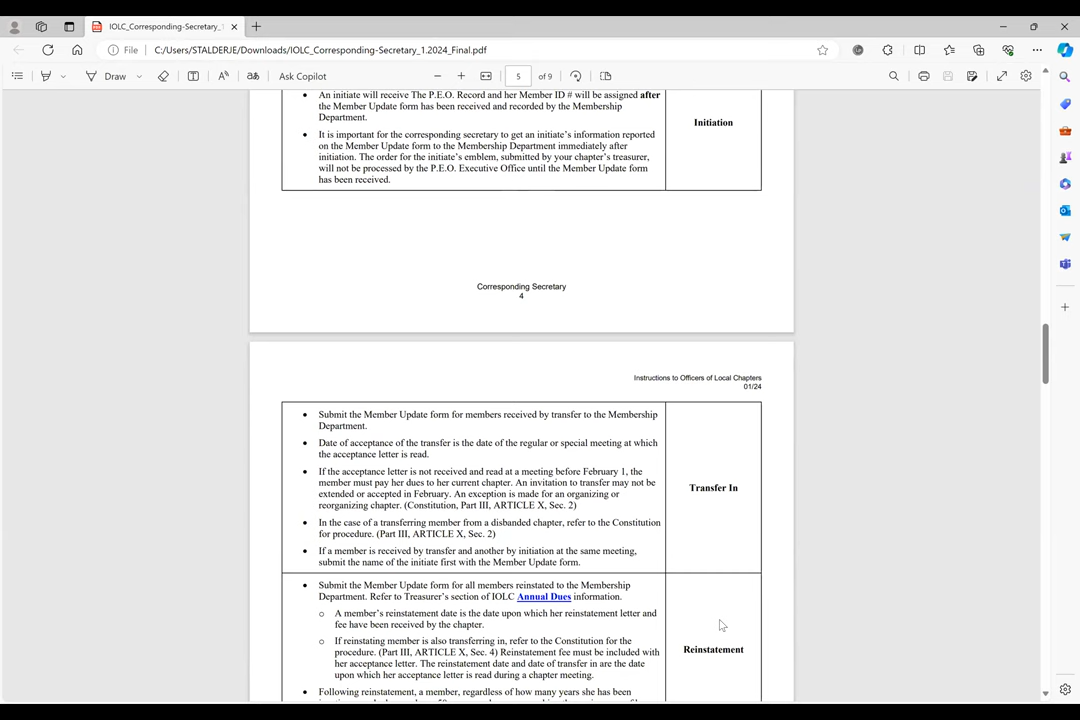 IOLC_Corresponding-Secretary_1
File
C:/Users/STALDERJE/Downloads/IOLC_Corresponding-Secretary_1.2024_Final.pdf
Draw
Ask Copilot
5
of 9
An initiate will receive The P.E.O. Record and her Member ID # will be assigned after
the Member Update form has been received and recorded by the Membership
Department.
It is important for the corresponding secretary to get an initiate's information reported
on the Member Update form to the Membership Department immediately after
initiation. The order for the initiate's emblem, submitted by your chapter's treasurer,
will not be processed by the P.E.O. Executive Office until the Member Update form
has been received.
Initiation
Corresponding Secretary
4
Instructions to Officers of Local Chapters
01/24
Submit the Member Update form for members received by transfer to the Membership
Department.
Date of acceptance of the transfer is the date of the regular or special meeting at which
the acceptance letter is read.
If the acceptance letter is not received and read at a meeting before February 1, the
member must pay her dues to her current chapter. An invitation to transfer may not be
extended or accepted in February. An exception is made for an organizing or
reorganizing chapter. (Constitution, Part III, ARTICLE X, Sec. 2)
In the case of a transferring member from a disbanded chapter, refer to the Constitution
for procedure. (Part III, ARTICLE X, Sec. 2)
If a member is received by transfer and another by initiation at the same meeting,
submit the name of the initiate first with the Member Update form.
Transfer In
Submit the Member Update form for all members reinstated to the Membership
Department. Refer to Treasurer's section of IOLC Annual Dues information.
A member's reinstatement date is the date upon which her reinstatement letter and
fee have been received by the chapter.
If reinstating member is also transferring in, refer to the Constitution for the
procedure. (Part III, ARTICLE X, Sec. 4) Reinstatement fee must be included with
her acceptance letter. The reinstatement date and date of transfer in are the date
upon which her acceptance letter is read during a chapter meeting.
Following reinstatement, a member, regardless of how many years she has been
Reinstatement